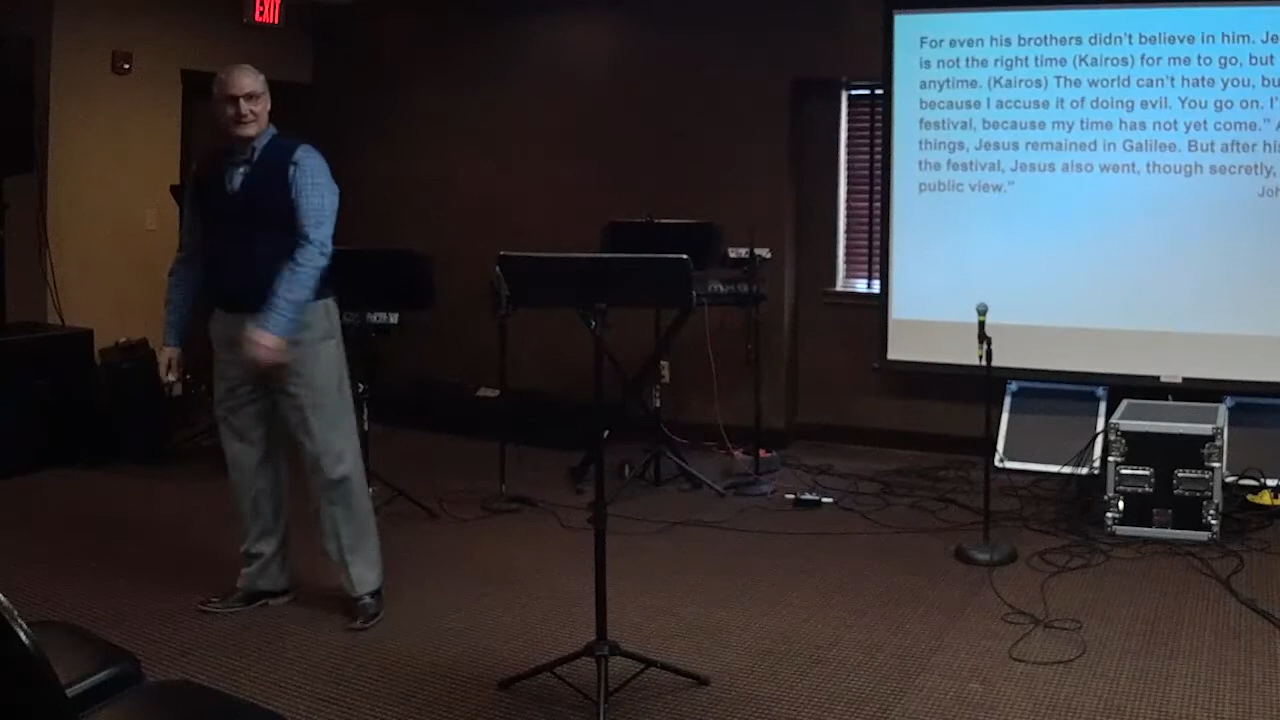 EXIT
For even his brothers didn't believe in him. Je
is not the right time (Kairos) for me to go, but
anytime. (Kairos) The world can't hate you, bu
because I accuse it of doing evil. You go on. I'
festival, because my time has not yet come." A
things, Jesus remained in Galilee. But after his
the festival, Jesus also went, though secretly,
public view."
Joh